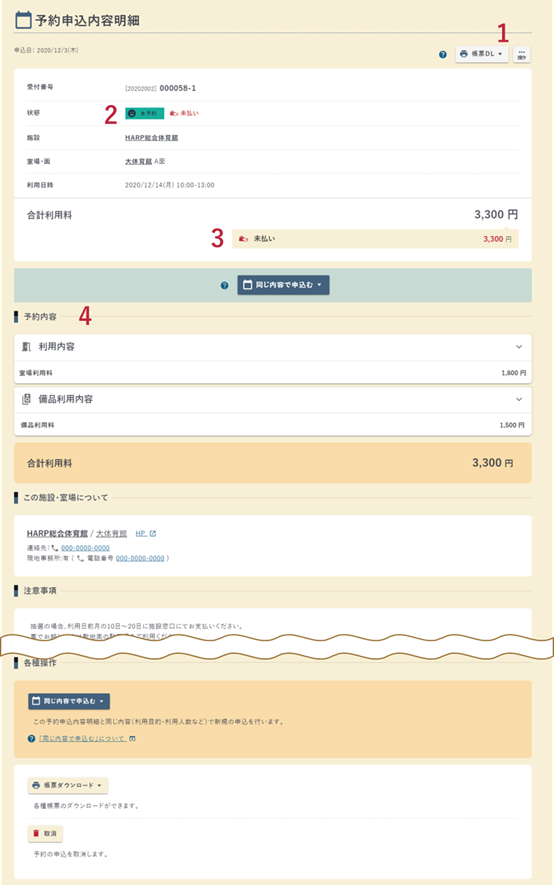 予約申込内容明細
1
申込日: 2020/12/3(木)
帳票DL
操作
受付番号 [20202002] 000058-1
2
状態 本予約 未払い
施設 HARP総合体育館
室場・面 大体育館 A面
利用日時 2020/12/14(月) 10:00-13:00
合計利用料 3,300 円
3
未払い 3,300 円
同じ内容で申込む
予約内容 4
利用内容
室場利用料 1,800 円
備品利用内容
備品利用料 1,500 円
合計利用料 3,300 円
この施設・室場について
HARP総合体育館 / 大体育館 HP
連絡先: 000-0000-0000
現地事務所:有 ( 電話番号 000-0000-0000 )
注意事項
抽選の場合、利用日前月の10日～20日に施設窓口にてお支払いください。
各種操作
同じ内容で申込む
この予約申込内容明細と同じ内容(利用目的・利用人数など)で新規の申込を行います。
「同じ内容で申込む」について
帳票ダウンロード
各種帳票のダウンロードができます。
取消
予約の申込を取消します。